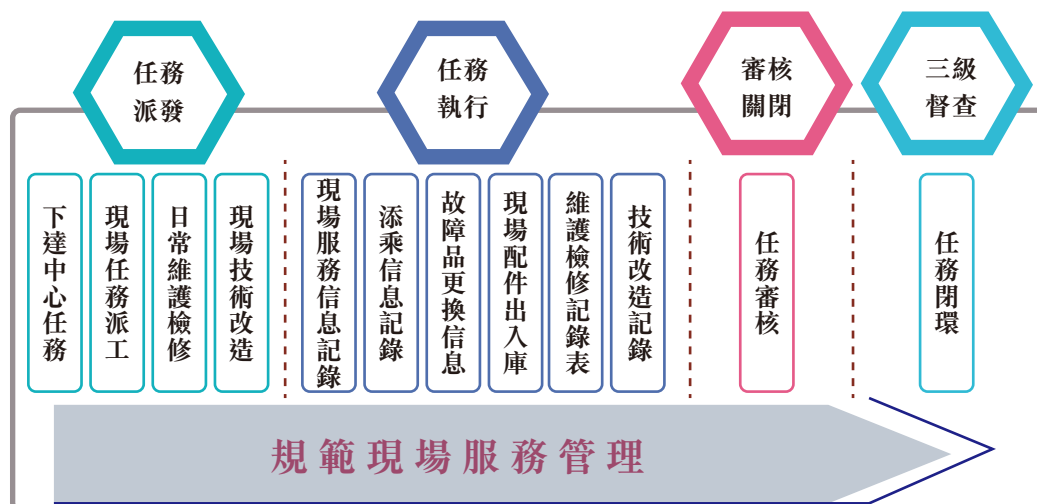 任務
派發
任務
執行
審核
關閉
三級
督查
下達中心任務
現場任務派工
日常維護檢修
現場技術改造
現場服務信息記錄
添乘信息記錄
故障品更換信息
現場配件出入庫
維護檢修記錄表
技術改造記錄
任務審核
任務閉環
規範現場服務管理